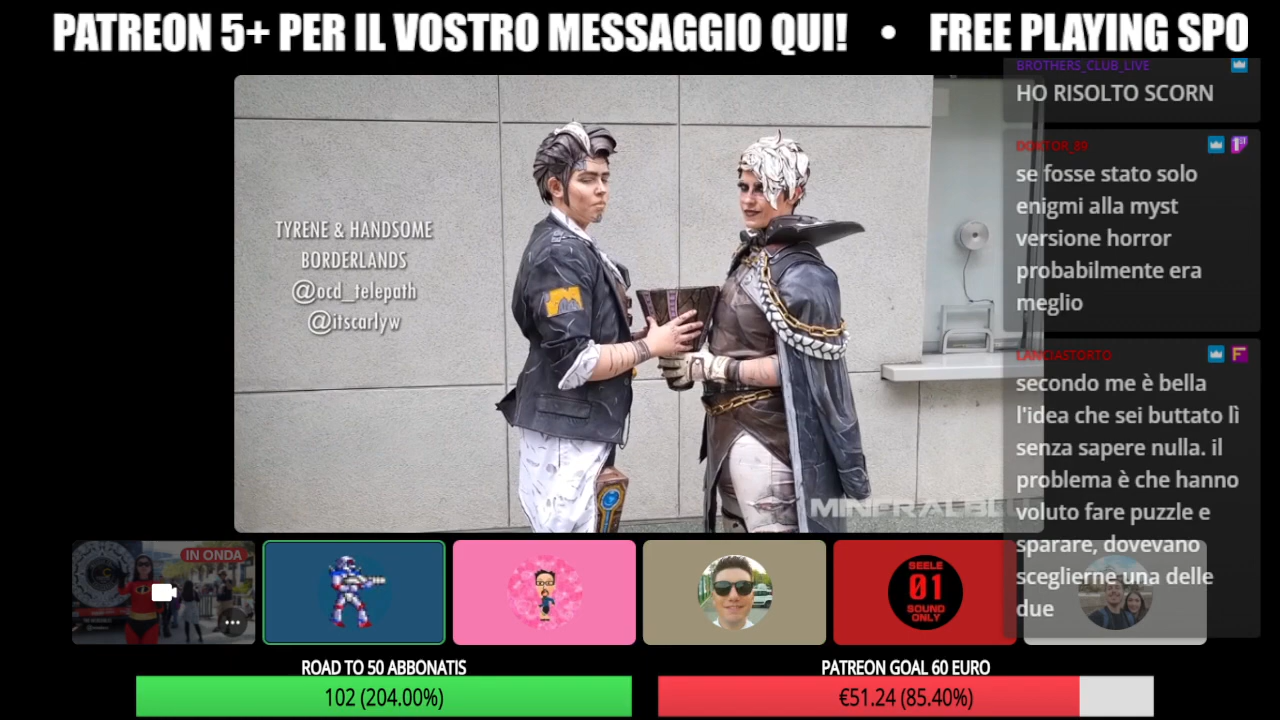 PATREON 5+ PER IL VOSTRO MESSAGGIO QUI! • FREE PLAYING SPO
BROTHERS_CLUB_LIVE
HO RISOLTO SCORN
DOKTOR_89
se fosse stato solo
enigmi alla myst
versione horror
probabilmente era
meglio
LANCIASTORTO
secondo me è bella
l'idea che sei buttato lì
senza sapere nulla. il
problema è che hanno
voluto fare puzzle e
sparare, dovevano
sceglierne una delle
due
TYRENE & HANDSOME
BORDERLANDS
@ocd_telepath
@itscarlyw
MINERALBLU
IN ONDA
SEELE
01
SOUND
ONLY
ROAD TO 50 ABBONATIS
102 (204.00%)
PATREON GOAL 60 EURO
€51.24 (85.40%)